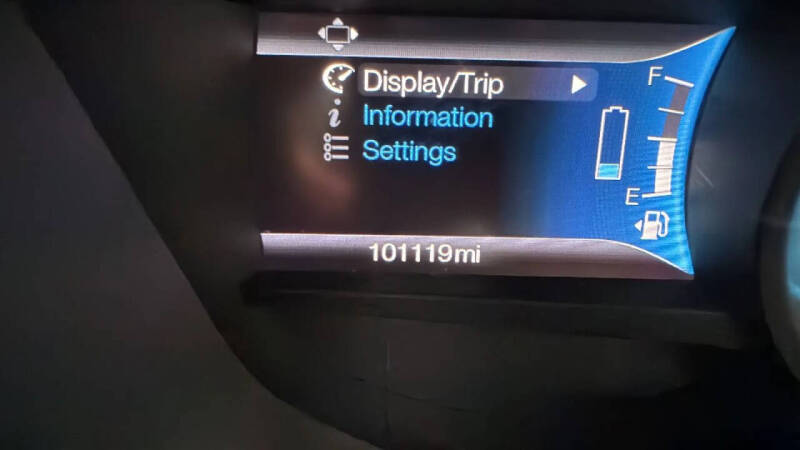 Display/Trip
Information
Settings
F
E
101119mi